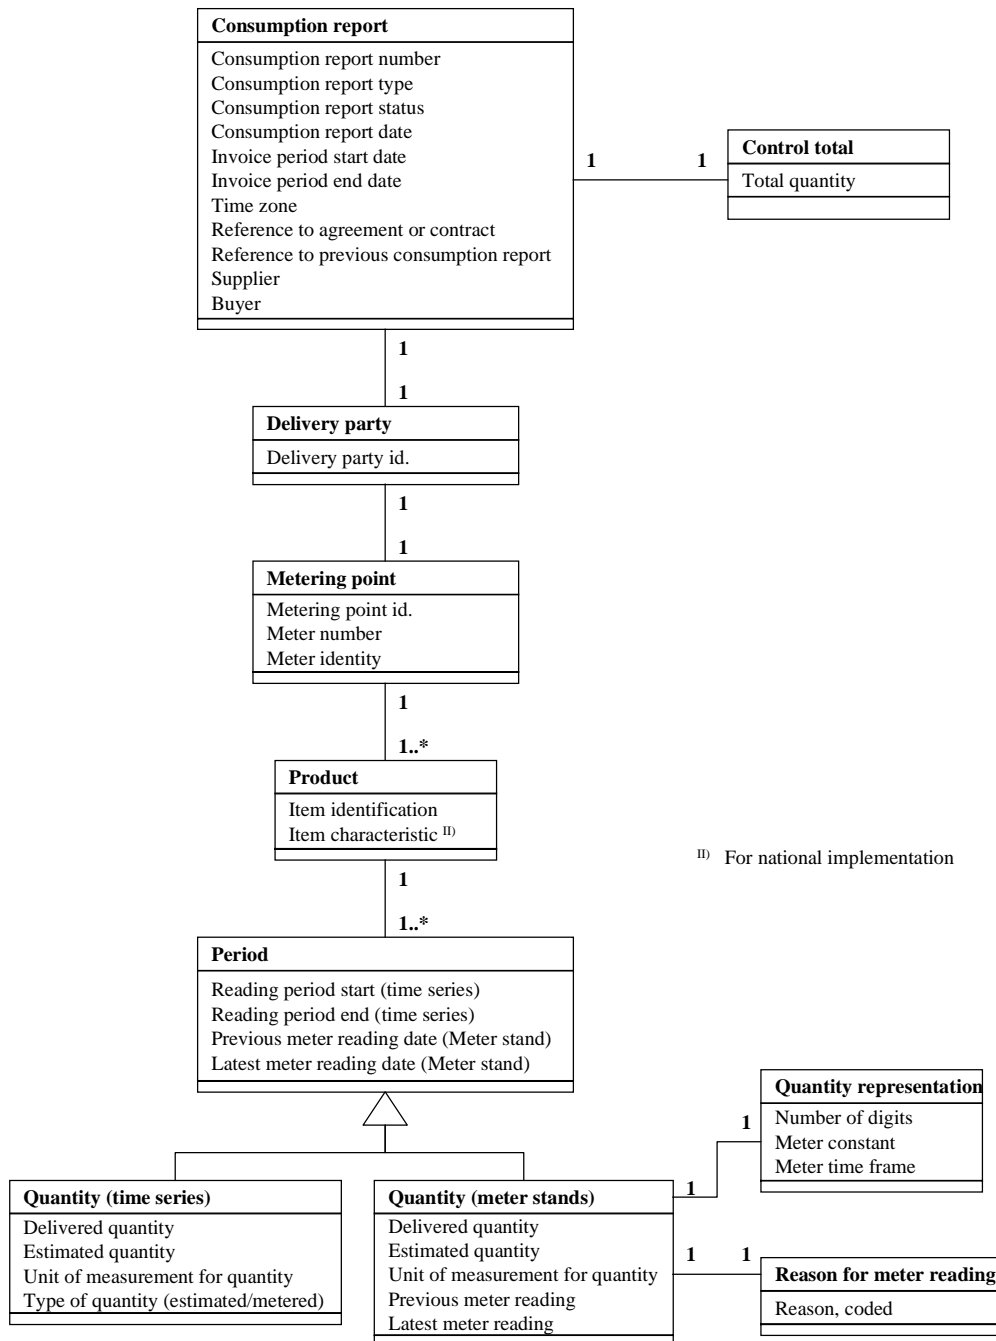 Consumption report
Consumption report number
Consumption report type
Consumption report status
Consumption report date
Invoice period start date
Invoice period end date
Time zone
Reference to agreement or contract
Reference to previous consumption report
Supplier
Buyer
1
1
Control total
Total quantity
1
1
Delivery party
Delivery party id.
1
1
Metering point
Metering point id.
Meter number
Meter identity
1
1..*
Product
Item identification
Item characteristic II)
II) For national implementation
1
1..*
Period
Reading period start (time series)
Reading period end (time series)
Previous meter reading date (Meter stand)
Latest meter reading date (Meter stand)
Quantity (time series)
Delivered quantity
Estimated quantity
Unit of measurement for quantity
Type of quantity (estimated/metered)
Quantity (meter stands)
Delivered quantity
Estimated quantity
Unit of measurement for quantity
Previous meter reading
Latest meter reading
1
1
Quantity representation
Number of digits
Meter constant
Meter time frame
1
1
Reason for meter reading
Reason, coded